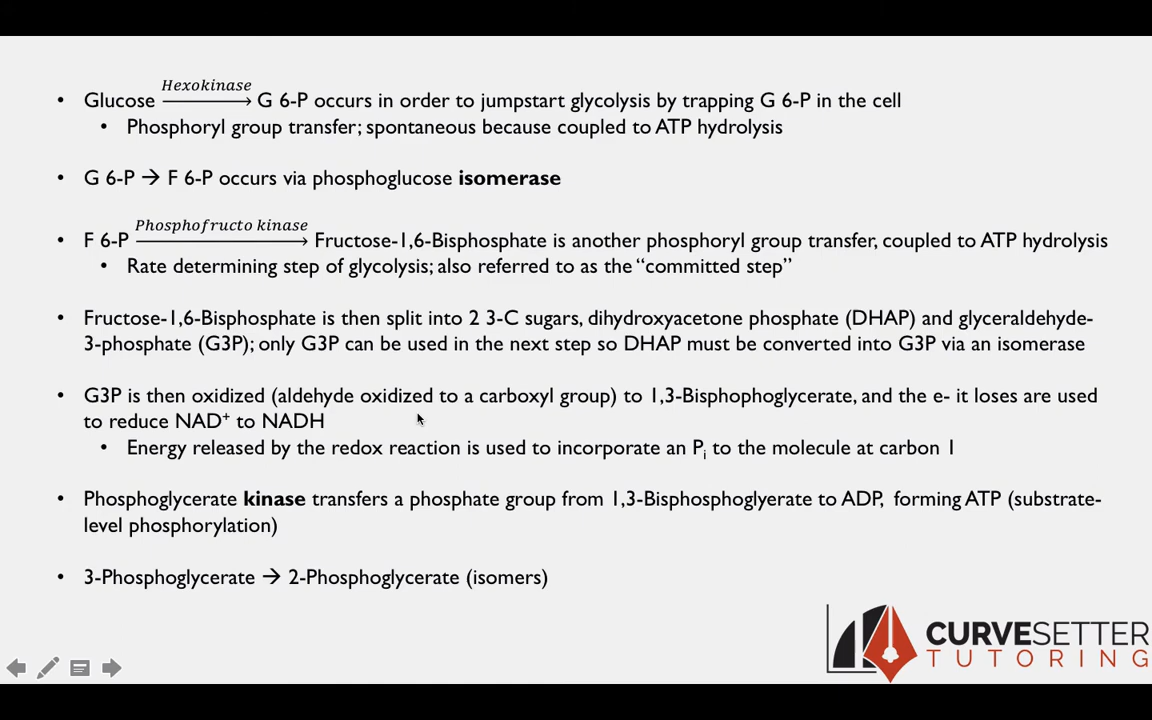 Hexokinase
• Glucose ⟶ G 6-P occurs in order to jumpstart glycolysis by trapping G 6-P in the cell
• Phosphoryl group transfer; spontaneous because coupled to ATP hydrolysis
• G 6-P → F 6-P occurs via phosphoglucose isomerase
Phosphofructo kinase
• F 6-P ⟶ Fructose-1,6-Bisphosphate is another phosphoryl group transfer, coupled to ATP hydrolysis
• Rate determining step of glycolysis; also referred to as the “committed step”
• Fructose-1,6-Bisphosphate is then split into 2 3-C sugars, dihydroxyacetone phosphate (DHAP) and glyceraldehyde-
3-phosphate (G3P); only G3P can be used in the next step so DHAP must be converted into G3P via an isomerase
• G3P is then oxidized (aldehyde oxidized to a carboxyl group) to 1,3-Bisphophoglycerate, and the e- it loses are used
to reduce NAD⁺ to NADH
• Energy released by the redox reaction is used to incorporate an Pᵢ to the molecule at carbon 1
• Phosphoglycerate kinase transfers a phosphate group from 1,3-Bisphosphoglyerate to ADP, forming ATP (substrate-
level phosphorylation)
• 3-Phosphoglycerate → 2-Phosphoglycerate (isomers)
CURVESETTER
TUTORING